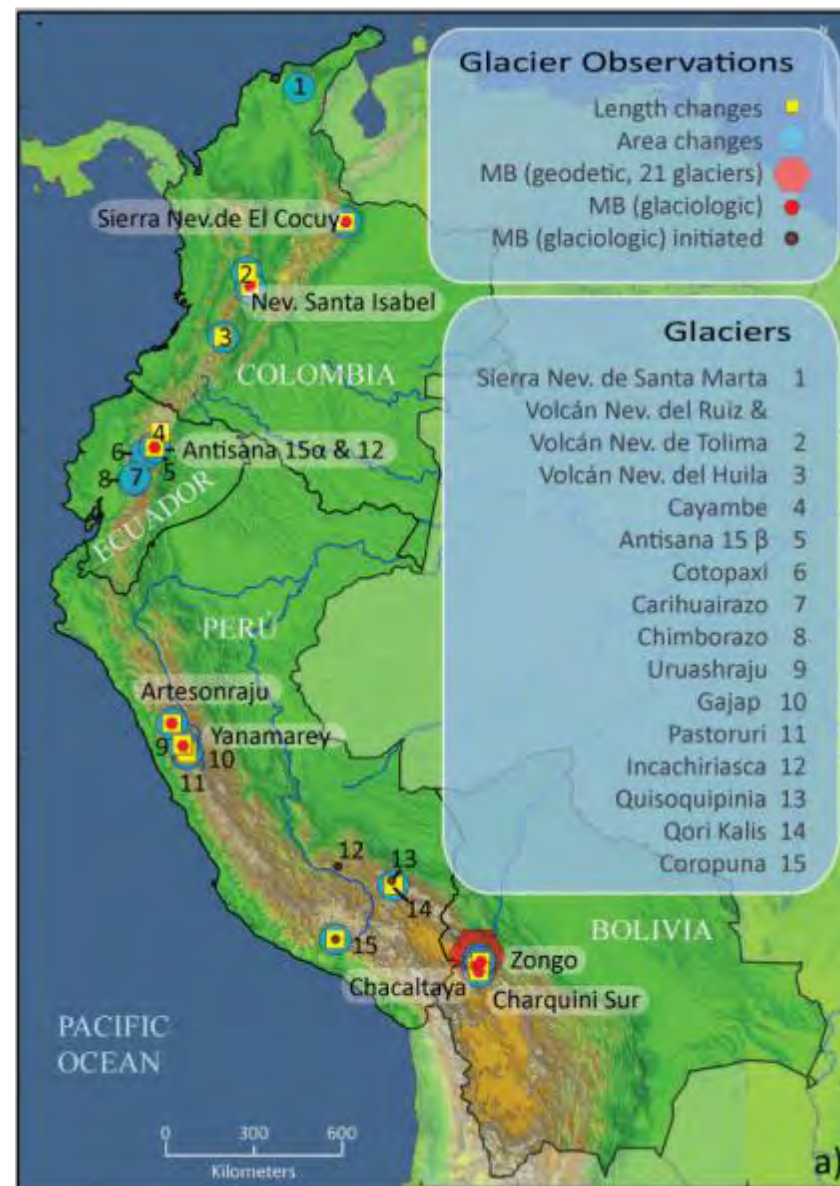 Glacier Observations
Length changes
Area changes
MB (geodetic, 21 glaciers)
MB (glaciologic)
MB (glaciologic) initiated
Glaciers
Sierra Nev. de Santa Marta 1
Volcán Nev. del Ruiz &
Volcán Nev. de Tolima 2
Volcán Nev. del Huila 3
Cayambe 4
Antisana 15 β 5
Cotopaxi 6
Carihuairazo 7
Chimborazo 8
Uruashraju 9
Gajap 10
Pastoruri 11
Incachiriasca 12
Quisoquipinia 13
Qori Kalis 14
Coropuna 15
1
Sierra Nev.de El Cocuy
2
Nev. Santa Isabel
3
COLOMBIA
4
6
Antisana 15α & 12
5
8
7
ECUADOR
PERÚ
Artesonraju
9
Yanamarey
10
11
12
13
14
15
BOLIVIA
Zongo
Chacaltaya
Charquini Sur
PACIFIC
OCEAN
0 300 600
Kilometers
a)